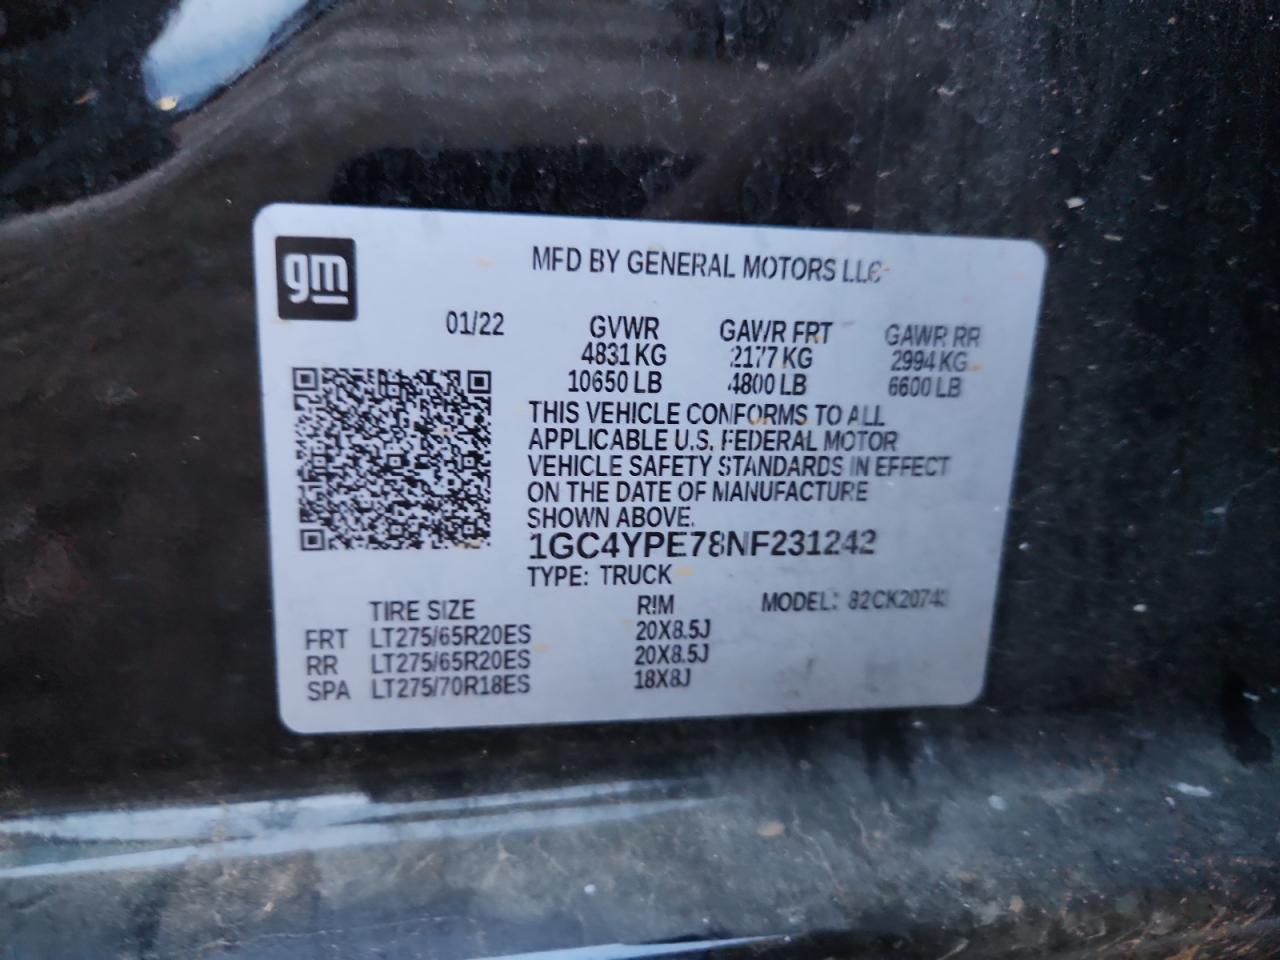 gm
MFD BY GENERAL MOTORS LLC
01/22 GVWR GAWR FRT GAWR RR
4831 KG 2177 KG 2994 KG
10650 LB 4800 LB 6600 LB
THIS VEHICLE CONFORMS TO ALL
APPLICABLE U.S. FEDERAL MOTOR
VEHICLE SAFETY STANDARDS IN EFFECT
ON THE DATE OF MANUFACTURE
SHOWN ABOVE.
1GC4YPE78NF231242
TYPE: TRUCK
TIRE SIZE RIM MODEL: 82CK20743
FRT LT275/65R20ES 20X8.5J
RR LT275/65R20ES 20X8.5J
SPA LT275/70R18ES 18X8J